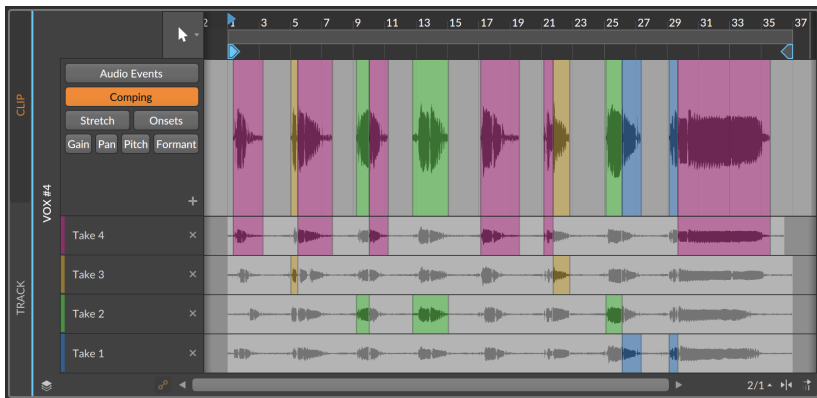 2 1 3 5 7 9 11 13 15 17 19 21 23 25 27 29 31 33 35 37
CLIP
TRACK
VOX #4
Audio Events
Comping
Stretch Onsets
Gain Pan Pitch Formant
+
Take 4 ×
Take 3 ×
Take 2 ×
Take 1 ×
2/1